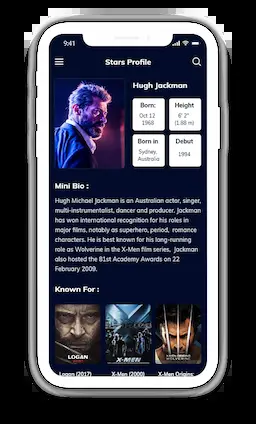 9:41
Stars Profile
Hugh Jackman
Born:
Oct 12
1968
Height
6' 2"
(1.88 m)
Born in
Sydney,
Australia
Debut
1994
Mini Bio :
Hugh Michael Jackman is an Australian actor, singer,
multi-instrumentalist, dancer and producer. Jackman
has won international recognition for his roles in
major films, notably as superhero, period, romance
characters. He is best known for his long-running
role as Wolverine in the X-Men film series, Jackman
also hosted the 81st Academy Awards on 22
February 2009.
Known For :
LOGAN
X-MEN
WOLVERINE
Logan (2017)
X-Men (2000)
X-Men Origins: